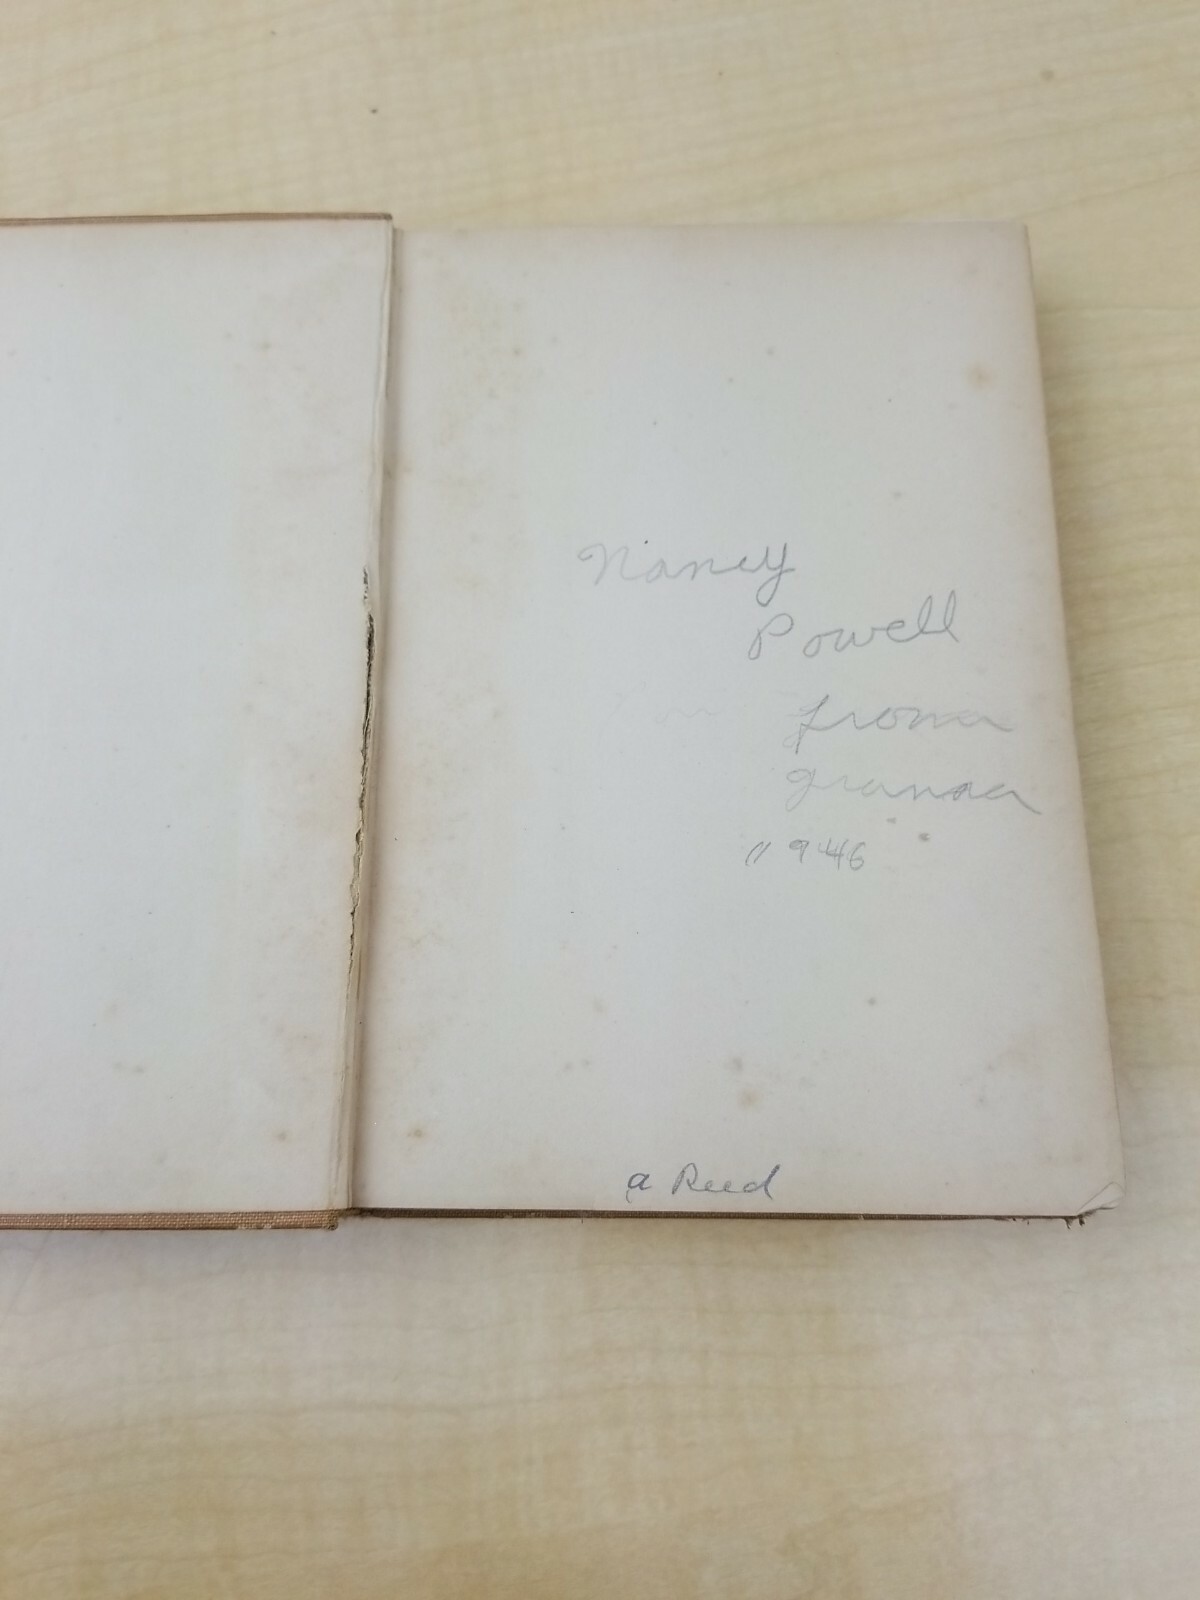 Nancy
Powell
from
1946
a Reed